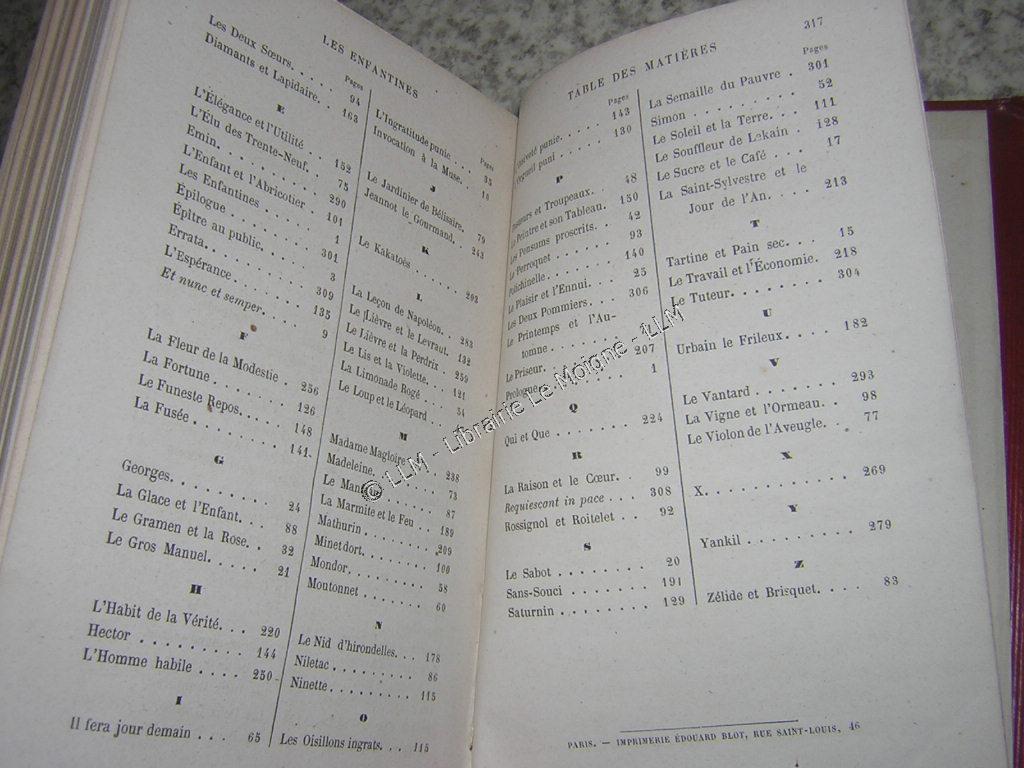 LES ENFANTINES
Pages
Les Deux Sœurs. . . . . 94
Diamants et Lapidaire. . . 163
E
L'Élégance et l'Utilité . . 152
L'Élu des Trente-Neuf. . . 75
Emin. . . . . . . . . 290
L'Enfant et l'Abricotier . 101
Les Enfantines . . . . . 1
Épilogue . . . . . . . 301
Épître au public. . . . . 3
Errata. . . . . . . . 309
L'Espérance. . . . . . 135
Et nunc et semper. . . . 9
F
La Fleur de la Modestie . 256
La Fortune . . . . . . 126
Le Funeste Repos. . . . 148
La Fusée . . . . . . . 141
G
Georges. . . . . . . . 24
La Glace et l'Enfant. . . 88
Le Gramen et la Rose. . 32
Le Gros Manuel. . . . . 21
H
L'Habit de la Vérité. . . 220
Hector . . . . . . . . 144
L'Homme habile . . . . 250
I
Il fera jour demain . . . 65
Pages
L'Ingratitude punie. . . . 35
Invocation à la Muse. . . 10
J
Le Jardinier de Bélisaire. . 79
Jeannot le Gourmand. . . 243
K
Le Kakatoès . . . . . . 203
L
La Leçon de Napoléon. . . 283
Le Lièvre et le Levraut. . 132
Le Lièvre et la Perdrix . . 259
Le Lis et la Violette. . . 121
La Limonade Rogé . . . 54
Le Loup et le Léopard . .
M
Madame Magloire . . . 238
Madeleine. . . . . . . 73
Le . . . . . 87
La Marmite et le Feu . . 189
Mathurin . . . . . . . 209
Minet dort. . . . . . . 100
Mondor. . . . . . . . 58
Moutonnet . . . . . . 60
N
Le Nid d'hirondelles. . . 178
Niletac . . . . . . . . 86
Ninette . . . . . . . . 115
O
Les Oisillons ingrats. . . 115
TABLE DES MATIÈRES 317
Pages
punie. . . . . 143
puni . . . . . 130
P
et Troupeaux. . 48
Peintre et son Tableau. 150
Les Pensums proscrits. . 42
Le Perroquet . . . . . 93
Polichinelle . . . . . . 140
Le Plaisir et l'Ennui. . . 25
Les Deux Pommiers. . . 306
Le Printemps et l'Au-
tomne . . . . . . . 207
Le Priseur. . . . . . .
Prologue. . . . . . . 1
Q
Qui et Que . . . . . . 224
R
La Raison et le Cœur. . 99
Requiescant in pace . . . 308
Rossignol et Roitelet . . 92
S
Le Sabot . . . . . . . 20
Sans-Souci . . . . . . 191
Saturnin . . . . . . . 129
Pages
La Semaille du Pauvre . 301
Simon . . . . . . . . 52
Le Soleil et la Terre. . . 111
Le Souffleur de Lekain . 128
Le Sucre et le Café . . . 17
La Saint-Sylvestre et le
Jour de l'An. . . . . 213
T
Tartine et Pain sec. . . . 15
Le Travail et l'Économie. 218
Le Tuteur. . . . . . . 304
U
Urbain le Frileux. . . . 182
V
Le Vantard . . . . . . 293
La Vigne et l'Ormeau. . 98
Le Violon de l'Aveugle. . 77
X
X. . . . . . . . . . 269
Y
Yankil . . . . . . . . 279
Z
Zélide et Brisquet. . . . 83
PARIS. — IMPRIMERIE ÉDOUARD BLOT, RUE SAINT-LOUIS, 46
© LLM - Librairie Le Moigne - LLM